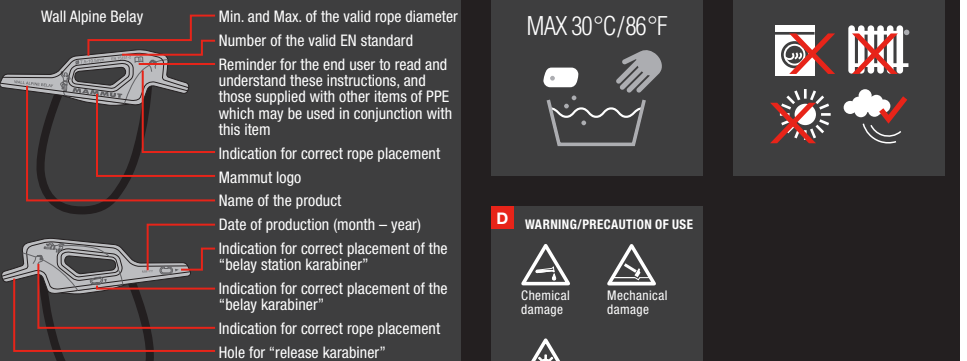 Wall Alpine Belay
Min. and Max. of the valid rope diameter
Number of the valid EN standard
Reminder for the end user to read and
understand these instructions, and
those supplied with other items of PPE
which may be used in conjunction with
this item
Indication for correct rope placement
Mammut logo
Name of the product
Date of production (month – year)
Indication for correct placement of the
“belay station karabiner”
Indication for correct placement of the
“belay karabiner”
Indication for correct rope placement
Hole for “release karabiner”
WALL ALPINE BELAY
MAMMUT
MAX 30°C/86°F
D
WARNING/PRECAUTION OF USE
Chemical
damage
Mechanical
damage